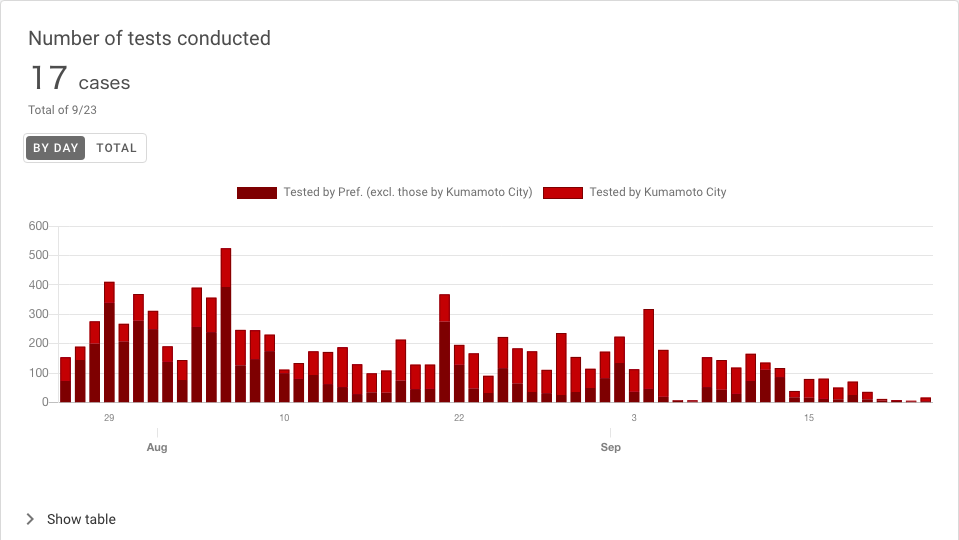 Number of tests conducted
17 cases
Total of 9/23
BY DAY TOTAL
Tested by Pref. (excl. those by Kumamoto City) Tested by Kumamoto City
600
500
400
300
200
100
0
29 10 22 3 15
Aug Sep
Show table